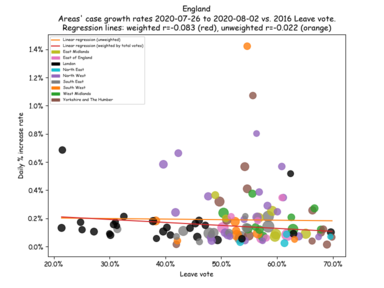 England
Areas' case growth rates 2020-07-26 to 2020-08-02 vs. 2016 Leave vote.
Regression lines: weighted r=-0.083 (red), unweighted r=-0.022 (orange)
Linear regression (unweighted)
Linear regression (weighted by total votes)
East Midlands
East of England
London
North East
North West
South East
South West
West Midlands
Yorkshire and The Humber
1.4%
1.2%
1.0%
0.8%
0.6%
0.4%
0.2%
0.0%
Daily % increase rate
20.0% 30.0% 40.0% 50.0% 60.0% 70.0%
Leave vote